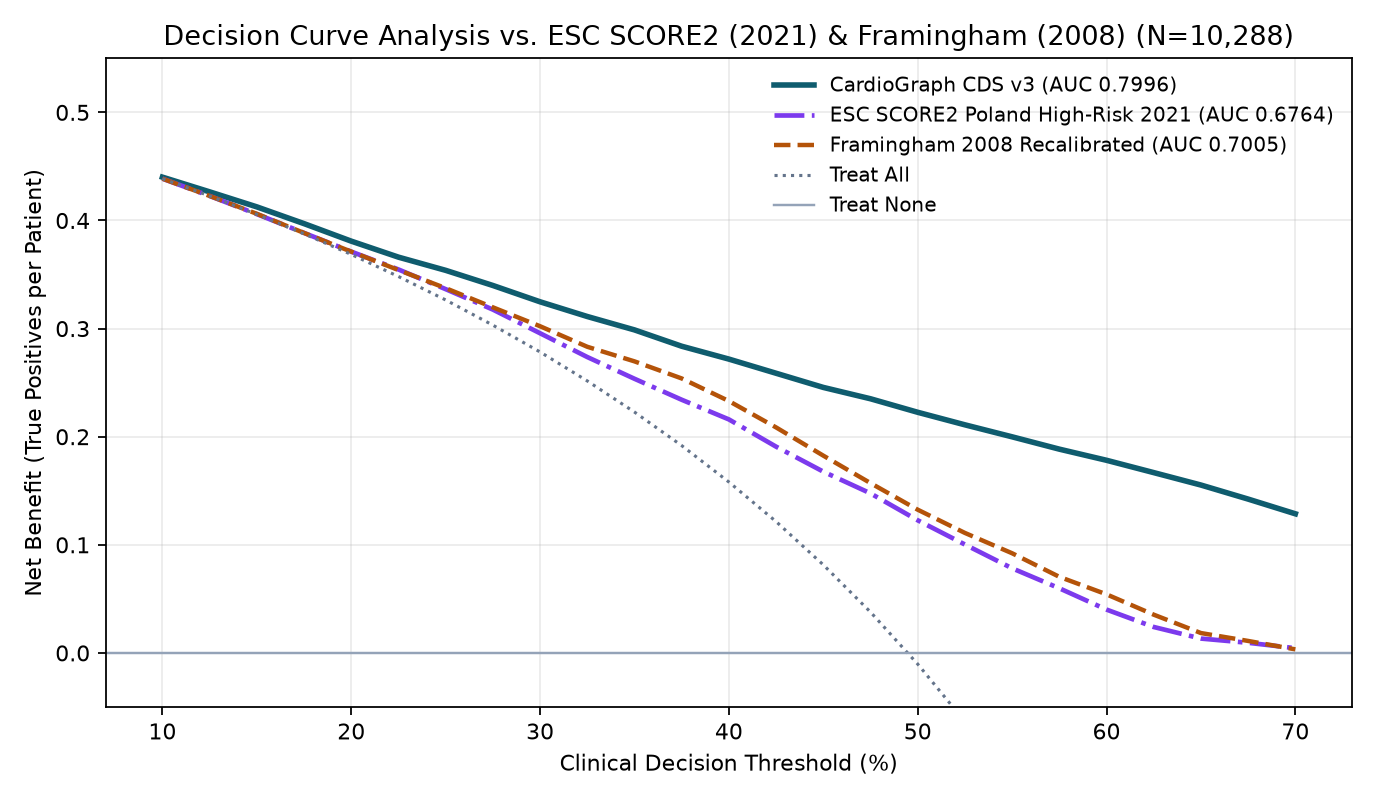 Decision Curve Analysis vs. ESC SCORE2 (2021) & Framingham (2008) (N=10,288)
CardioGraph CDS v3 (AUC 0.7996)
ESC SCORE2 Poland High-Risk 2021 (AUC 0.6764)
Framingham 2008 Recalibrated (AUC 0.7005)
Treat All
Treat None
Net Benefit (True Positives per Patient)
0.5
0.4
0.3
0.2
0.1
0.0
10 20 30 40 50 60 70
Clinical Decision Threshold (%)